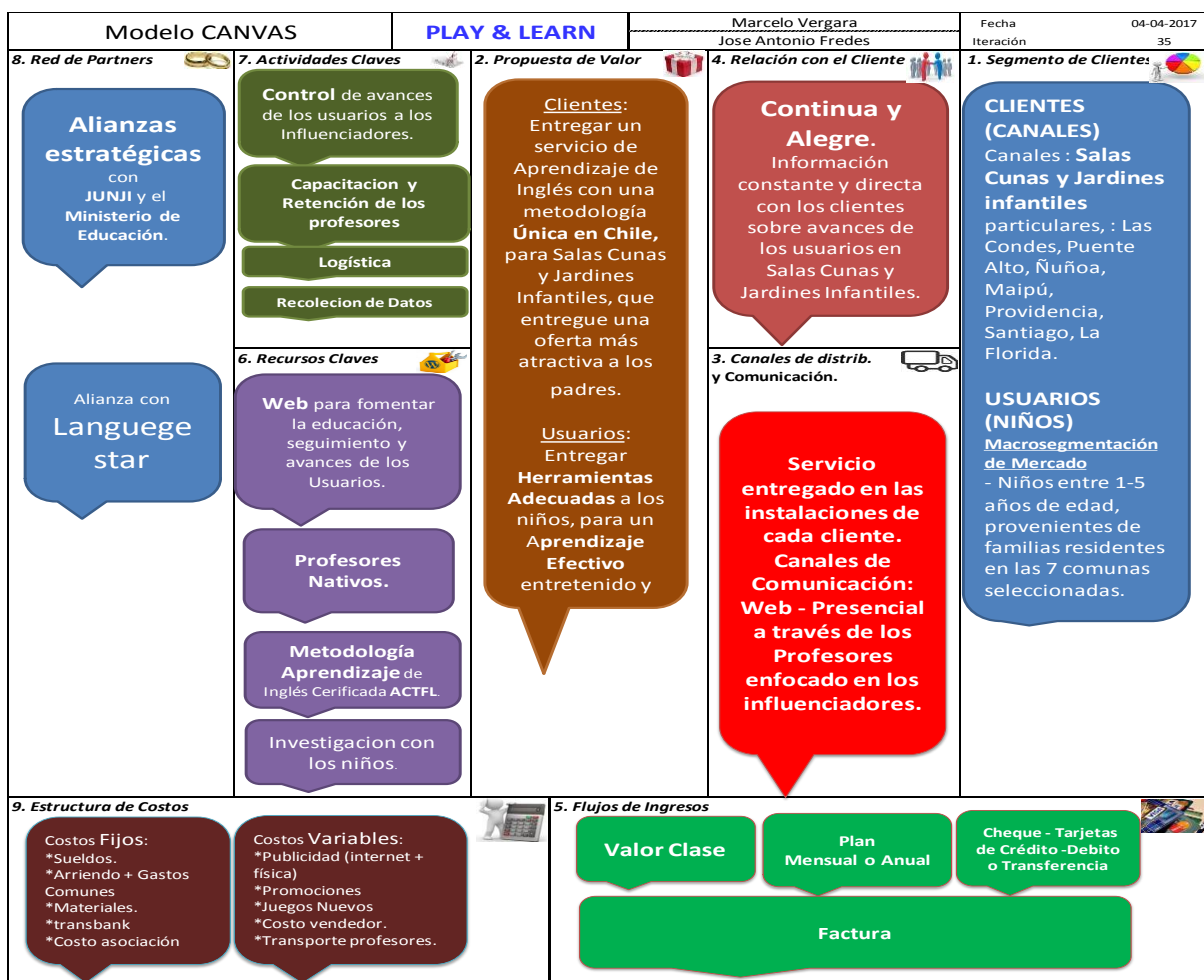 Modelo CANVAS
PLAY & LEARN
Marcelo Vergara
Jose Antonio Fredes
Fecha 04-04-2017
Iteración 35
8. Red de Partners
Alianzas
estratégicas
con
JUNJI y el
Ministerio de
Educación.
Alianza con
Languege
star
7. Actividades Claves
Control de avances
de los usuarios a los
Influenciadores.
Capacitacion y
Retención de los
profesores
Logística
Recolecion de Datos
6. Recursos Claves
Web para fomentar
la educación,
seguimiento y
avances de los
Usuarios.
Profesores
Nativos.
Metodología
Aprendizaje de
Inglés Cerificada ACTFL.
Investigacion con
los niños.
2. Propuesta de Valor
Clientes:
Entregar un
servicio de
Aprendizaje de
Inglés con una
metodología
Única en Chile,
para Salas Cunas
y Jardines
Infantiles, que
entregue una
oferta más
atractiva a los
padres.
Usuarios:
Entregar
Herramientas
Adecuadas a los
niños, para un
Aprendizaje
Efectivo
entretenido y
4. Relación con el Cliente
Continua y
Alegre.
Información
constante y directa
con los clientes
sobre avances de
los usuarios en
Salas Cunas y
Jardines Infantiles.
3. Canales de distrib.
y Comunicación.
Servicio
entregado en las
instalaciones de
cada cliente.
Canales de
Comunicación:
Web - Presencial
a través de los
Profesores
enfocado en los
influenciadores.
1. Segmento de Clientes
CLIENTES
(CANALES)
Canales : Salas
Cunas y Jardines
infantiles
particulares, : Las
Condes, Puente
Alto, Ñuñoa,
Maipú,
Providencia,
Santiago, La
Florida.
USUARIOS
(NIÑOS)
Macrosegmentación
de Mercado
- Niños entre 1-5
años de edad,
provenientes de
familias residentes
en las 7 comunas
seleccionadas.
9. Estructura de Costos
Costos Fijos:
*Sueldos.
*Arriendo + Gastos
Comunes
*Materiales.
*transbank
*Costo asociación
Costos Variables:
*Publicidad (internet +
física)
*Promociones
*Juegos Nuevos
*Costo vendedor.
*Transporte profesores.
5. Flujos de Ingresos
Valor Clase
Plan
Mensual o Anual
Cheque - Tarjetas
de Crédito -Debito
o Transferencia
Factura